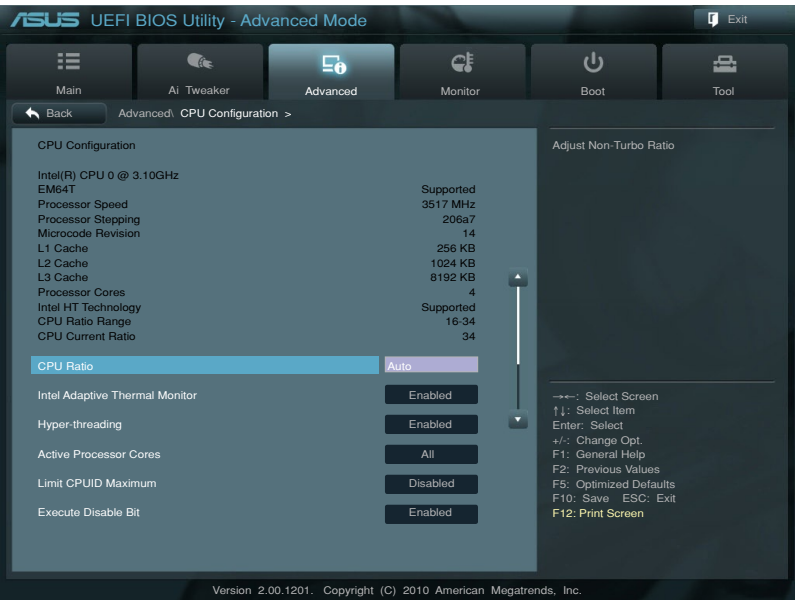 ASUS UEFI BIOS Utility - Advanced Mode
Exit
Main Ai Tweaker Advanced Monitor Boot Tool
Back Advanced\ CPU Configuration >
CPU Configuration
Adjust Non-Turbo Ratio
Intel(R) CPU 0 @ 3.10GHz
EM64T Supported
Processor Speed 3517 MHz
Processor Stepping 206a7
Microcode Revision 14
L1 Cache 256 KB
L2 Cache 1024 KB
L3 Cache 8192 KB
Processor Cores 4
Intel HT Technology Supported
CPU Ratio Range 16-34
CPU Current Ratio 34
CPU Ratio Auto
Intel Adaptive Thermal Monitor Enabled
Hyper-threading Enabled
Active Processor Cores All
Limit CPUID Maximum Disabled
Execute Disable Bit Enabled
→←: Select Screen
↑↓: Select Item
Enter: Select
+/-: Change Opt.
F1: General Help
F2: Previous Values
F5: Optimized Defaults
F10: Save ESC: Exit
F12: Print Screen
Version 2.00.1201. Copyright (C) 2010 American Megatrends, Inc.